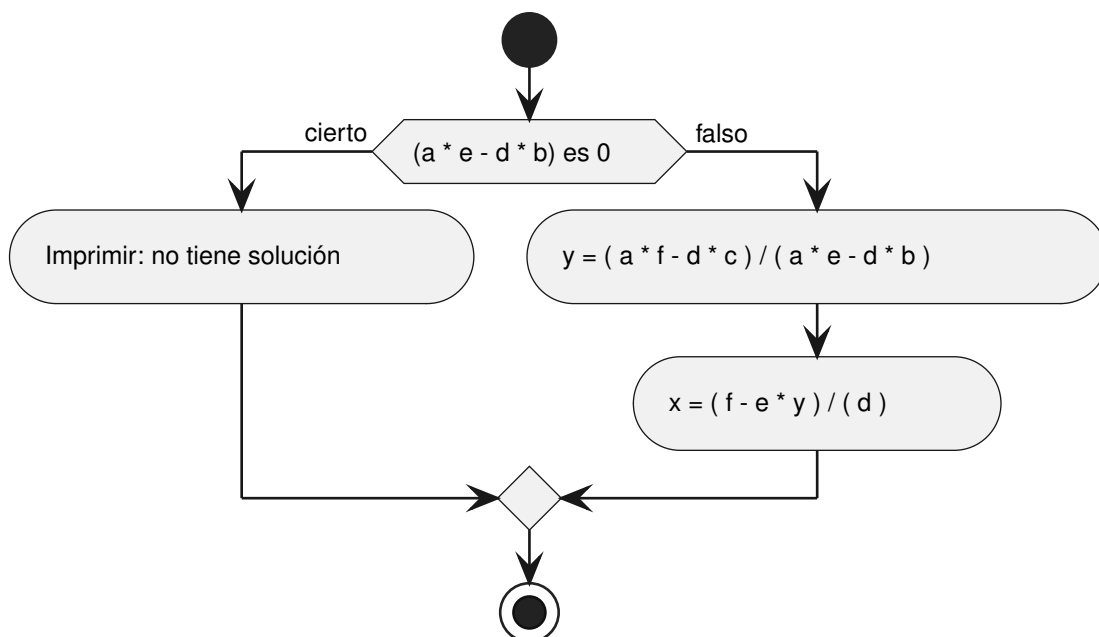 cierto
(a * e - d * b) es 0
falso
Imprimir: no tiene solución
y = ( a * f - d * c ) / ( a * e - d * b )
x = ( f - e * y ) / ( d )